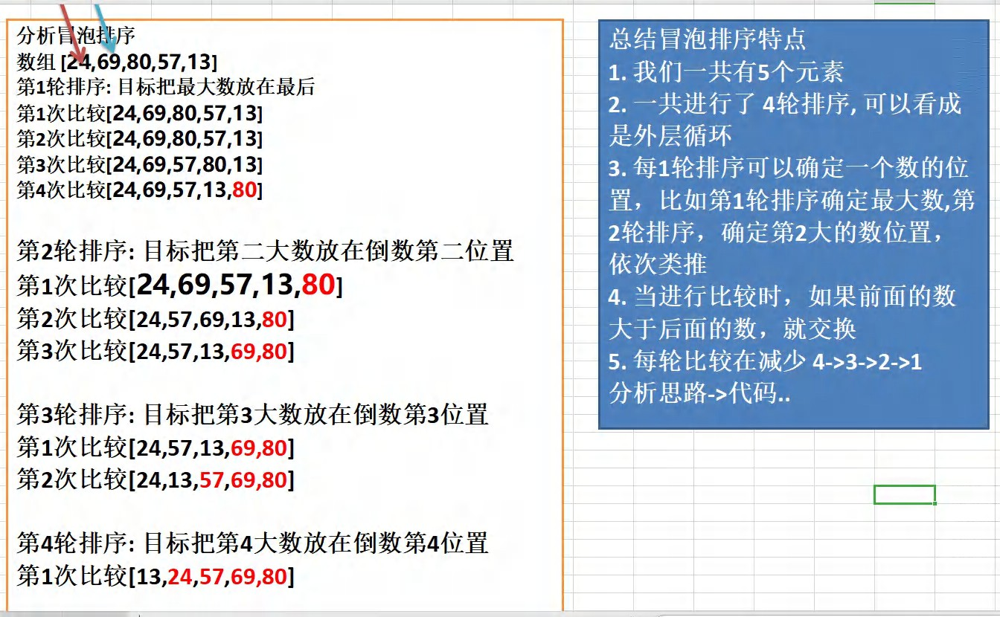 分析冒泡排序
数组 [24,69,80,57,13]
第1轮排序: 目标把最大数放在最后
第1次比较[24,69,80,57,13]
第2次比较[24,69,80,57,13]
第3次比较[24,69,57,80,13]
第4次比较[24,69,57,13,80]
第2轮排序: 目标把第二大数放在倒数第二位置
第1次比较[24,69,57,13,80]
第2次比较[24,57,69,13,80]
第3次比较[24,57,13,69,80]
第3轮排序: 目标把第3大数放在倒数第3位置
第1次比较[24,57,13,69,80]
第2次比较[24,13,57,69,80]
第4轮排序: 目标把第4大数放在倒数第4位置
第1次比较[13,24,57,69,80]
总结冒泡排序特点
1. 我们一共有5个元素
2. 一共进行了 4轮排序, 可以看成
是外层循环
3. 每1轮排序可以确定一个数的位
置，比如第1轮排序确定最大数,第
2轮排序，确定第2大的数位置，
依次类推
4. 当进行比较时，如果前面的数
大于后面的数，就交换
5. 每轮比较在减少 4->3->2->1
分析思路->代码..